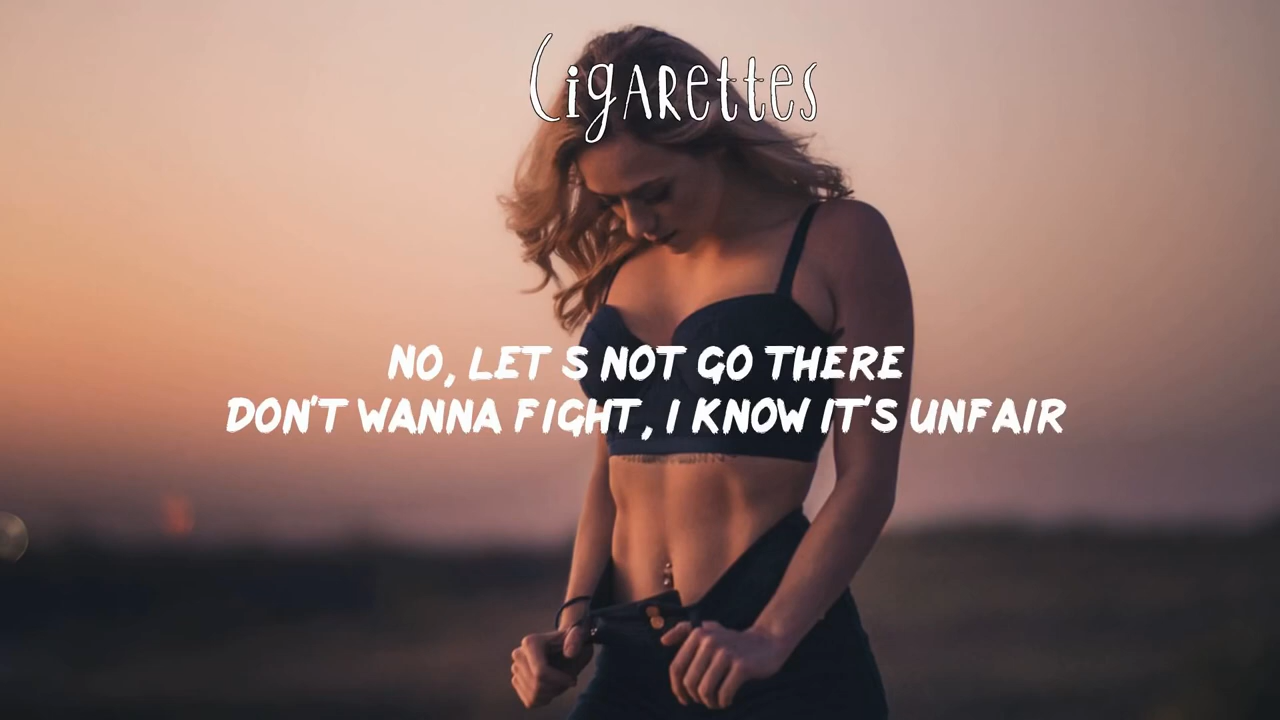 CigARettes
NO, LET S NOT GO THERE
DON'T WANNA FIGHT, I KNOW IT'S UNFAIR